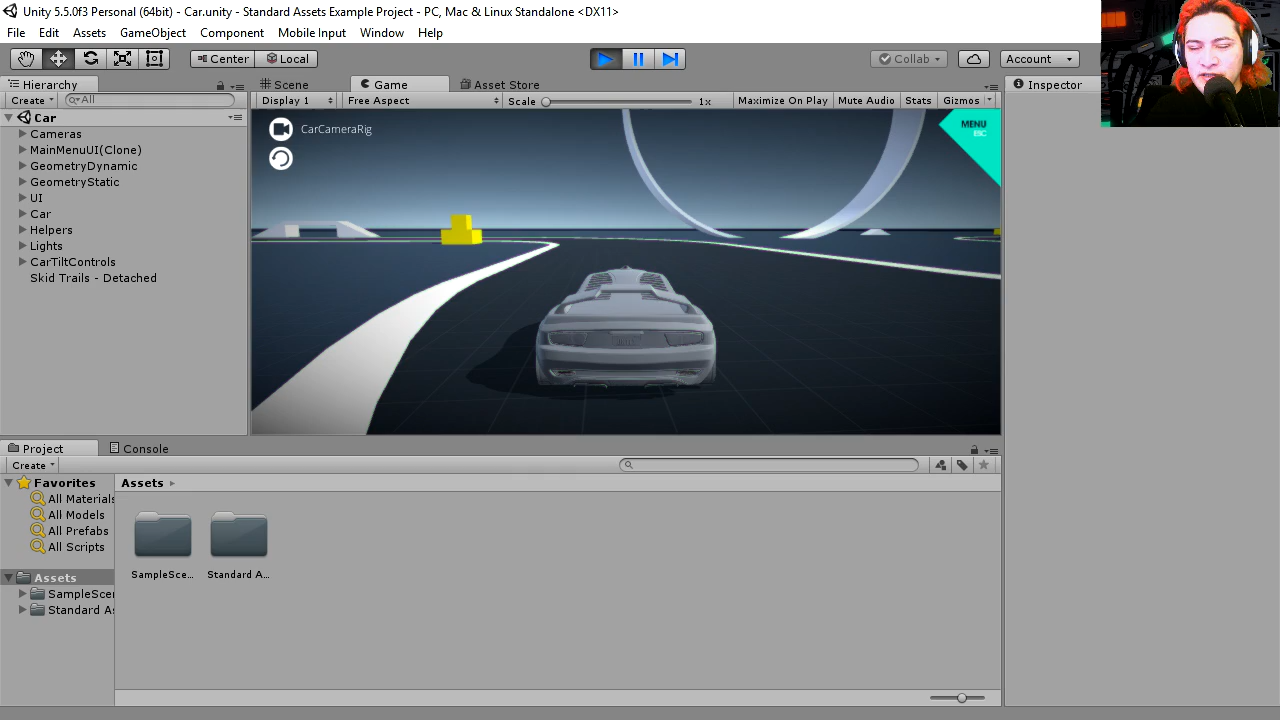 Unity 5.5.0f3 Personal (64bit) - Car.unity - Standard Assets Example Project - PC, Mac & Linux Standalone <DX11>
File Edit Assets GameObject Component Mobile Input Window Help
Center Local Collab Account
Hierarchy Scene Game Asset Store Inspector
Create All Display 1 Free Aspect Scale 1x Maximize On Play Mute Audio Stats Gizmos
Car
Cameras
MainMenuUI(Clone)
GeometryDynamic
GeometryStatic
UI
Car
Helpers
Lights
CarTiltControls
Skid Trails - Detached
CarCameraRig
MENU
ESC
Project Console
Create
Favorites
All Materials
All Models
All Prefabs
All Scripts
Assets
SampleScen
Standard As
Assets
SampleSce... Standard A...